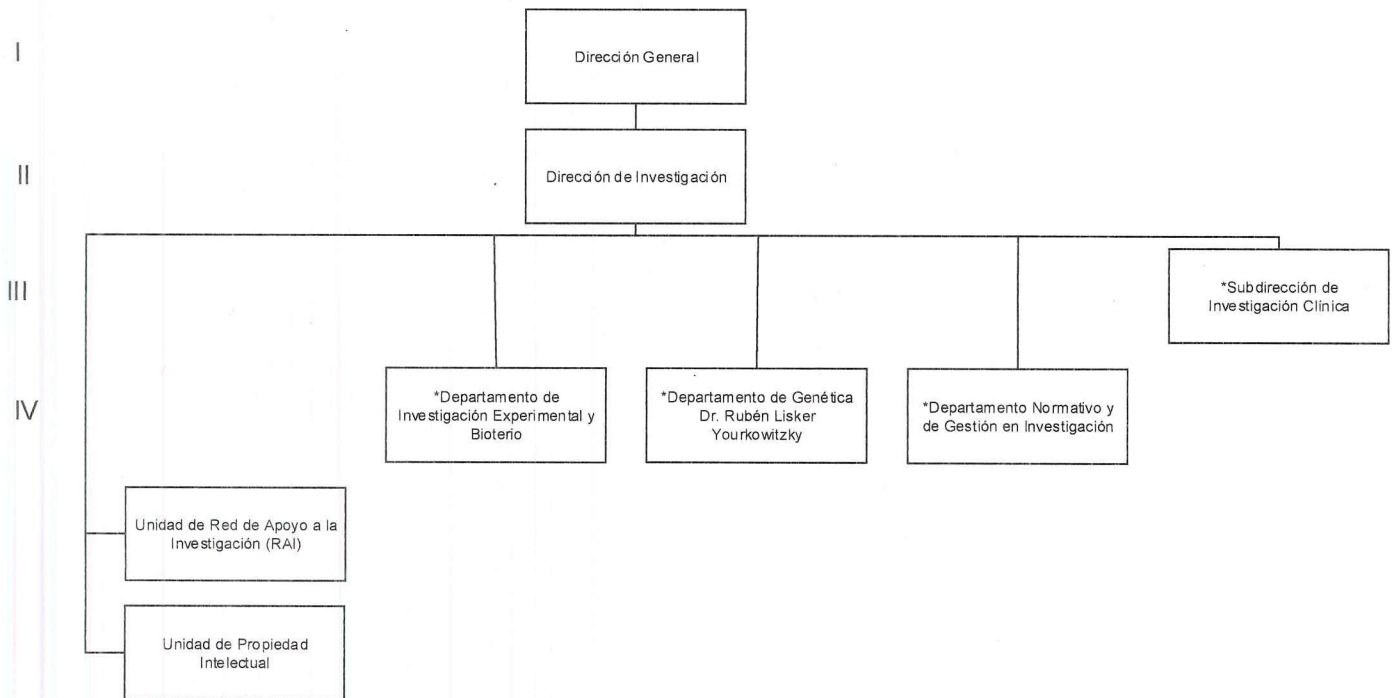 I
Dirección General
II
Dirección de Investigación
III
*Subdirección de
Investigación Clínica
IV
*Departamento de
Investigación Experimental y
Bioterio
*Departamento de Genética
Dr. Rubén Lisker
Yourkowitzky
*Departamento Normativo y
de Gestión en Investigación
Unidad de Red de Apoyo a la
Investigación (RAI)
Unidad de Propiedad
Intelectual